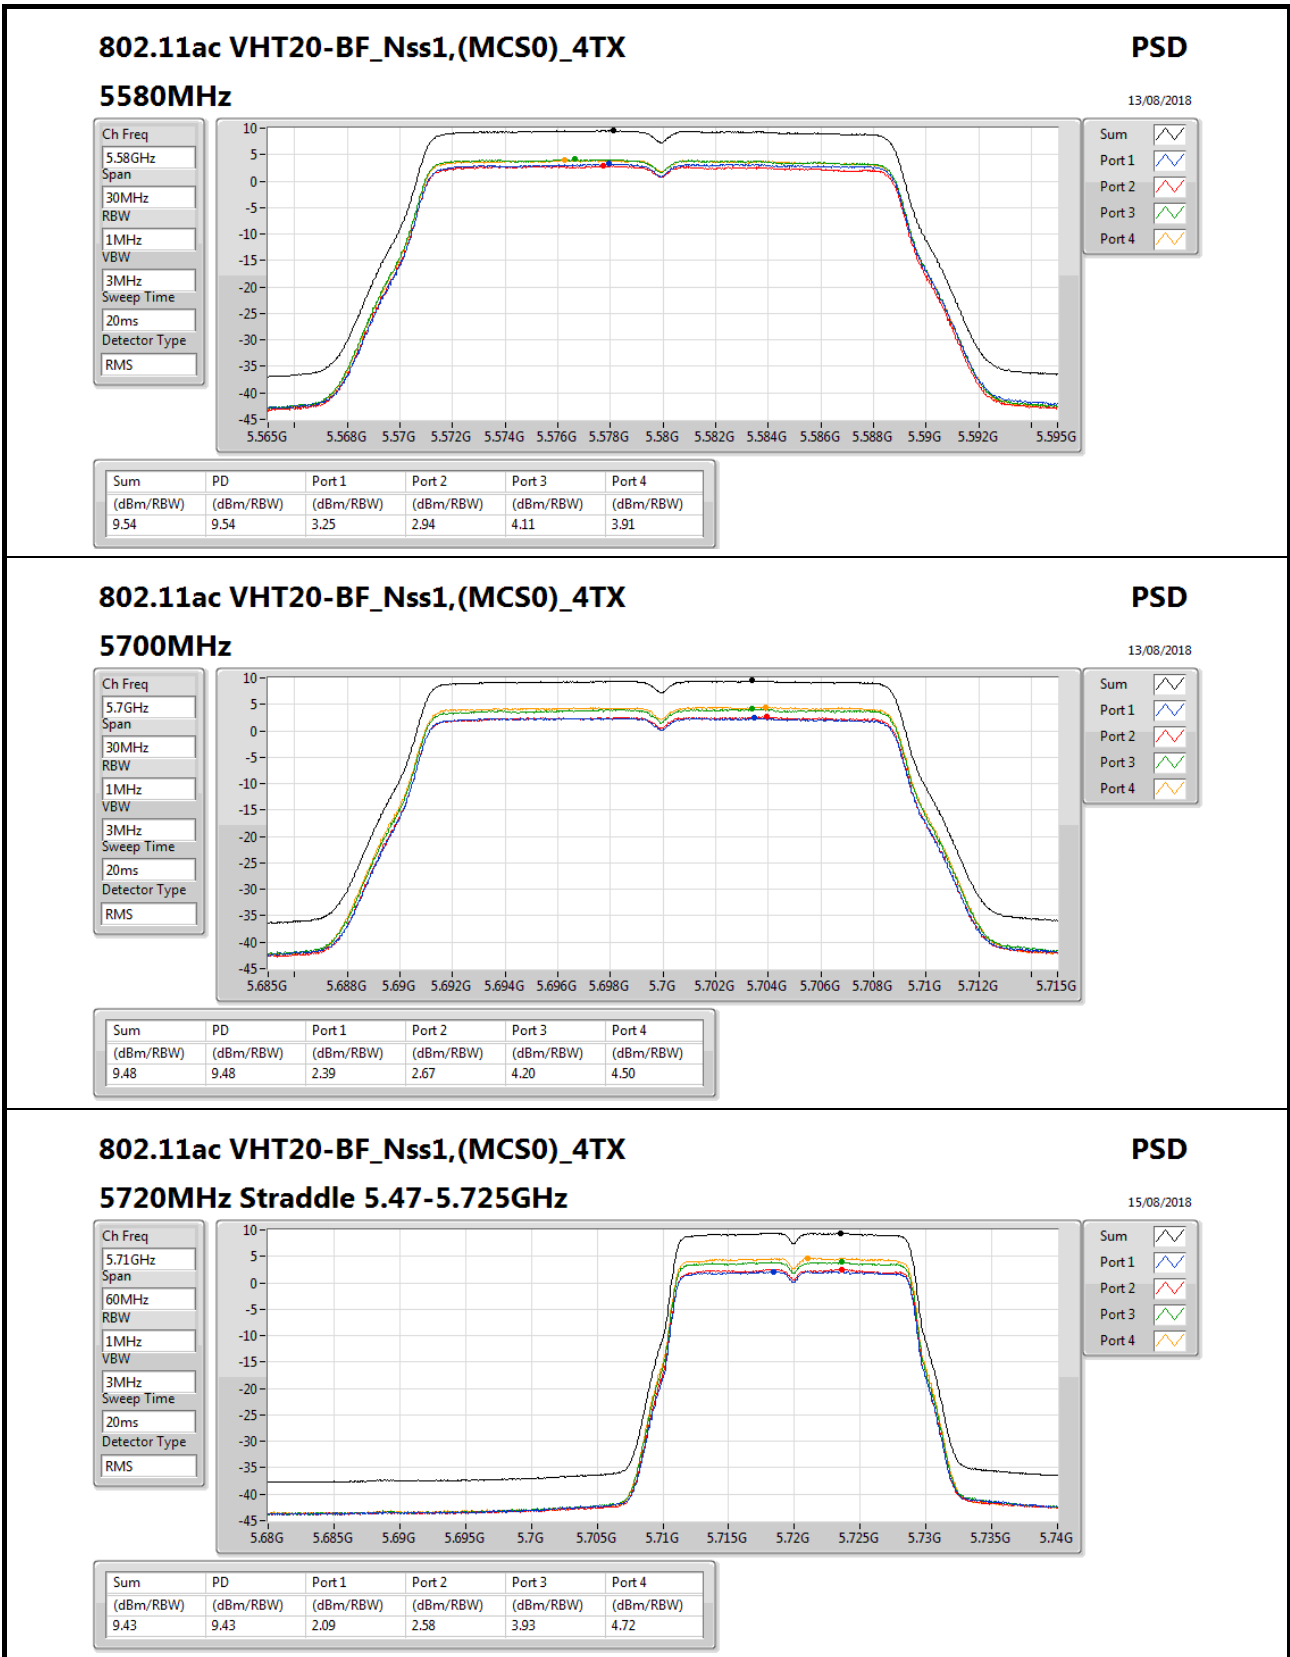 802.11ac VHT20-BF_Nss1,(MCS0)_4TX PSD
5580MHz 13/08/2018
Ch Freq
5.58GHz
Span
30MHz
RBW
1MHz
VBW
3MHz
Sweep Time
20ms
Detector Type
RMS
10
5
0
-5
-10
-15
-20
-25
-30
-35
-40
-45
5.565G 5.568G 5.57G 5.572G 5.574G 5.576G 5.578G 5.58G 5.582G 5.584G 5.586G 5.588G 5.59G 5.592G 5.595G
Sum
Port 1
Port 2
Port 3
Port 4
Sum PD Port 1 Port 2 Port 3 Port 4
(dBm/RBW) (dBm/RBW) (dBm/RBW) (dBm/RBW) (dBm/RBW) (dBm/RBW)
9.54 9.54 3.25 2.94 4.11 3.91
802.11ac VHT20-BF_Nss1,(MCS0)_4TX PSD
5700MHz 13/08/2018
Ch Freq
5.7GHz
Span
30MHz
RBW
1MHz
VBW
3MHz
Sweep Time
20ms
Detector Type
RMS
10
5
0
-5
-10
-15
-20
-25
-30
-35
-40
-45
5.685G 5.688G 5.69G 5.692G 5.694G 5.696G 5.698G 5.7G 5.702G 5.704G 5.706G 5.708G 5.71G 5.712G 5.715G
Sum
Port 1
Port 2
Port 3
Port 4
Sum PD Port 1 Port 2 Port 3 Port 4
(dBm/RBW) (dBm/RBW) (dBm/RBW) (dBm/RBW) (dBm/RBW) (dBm/RBW)
9.48 9.48 2.39 2.67 4.20 4.50
802.11ac VHT20-BF_Nss1,(MCS0)_4TX PSD
5720MHz Straddle 5.47-5.725GHz 15/08/2018
Ch Freq
5.71GHz
Span
60MHz
RBW
1MHz
VBW
3MHz
Sweep Time
20ms
Detector Type
RMS
10
5
0
-5
-10
-15
-20
-25
-30
-35
-40
-45
5.68G 5.685G 5.69G 5.695G 5.7G 5.705G 5.71G 5.715G 5.72G 5.725G 5.73G 5.735G 5.74G
Sum
Port 1
Port 2
Port 3
Port 4
Sum PD Port 1 Port 2 Port 3 Port 4
(dBm/RBW) (dBm/RBW) (dBm/RBW) (dBm/RBW) (dBm/RBW) (dBm/RBW)
9.43 9.43 2.09 2.58 3.93 4.72